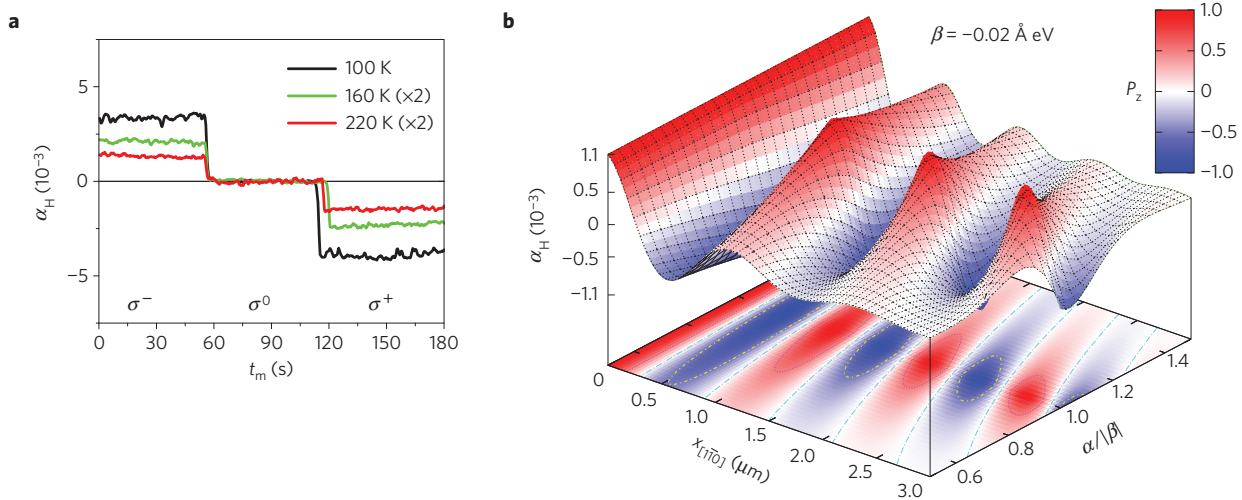 a
α_H (10⁻³)
5
0
−5
100 K
160 K (×2)
220 K (×2)
σ⁻
σ⁰
σ⁺
0
30
60
90
120
150
180
t_m (s)
b
β = −0.02 Å eV
P_z
1.0
0.5
0
−0.5
−1.0
α_H (10⁻³)
1.1
0.5
0
−0.5
−1.1
0
0.5
1.0
1.5
2.0
2.5
3.0
x_[11̄0] (μm)
0.6
0.8
1.0
1.2
1.4
α/|β|